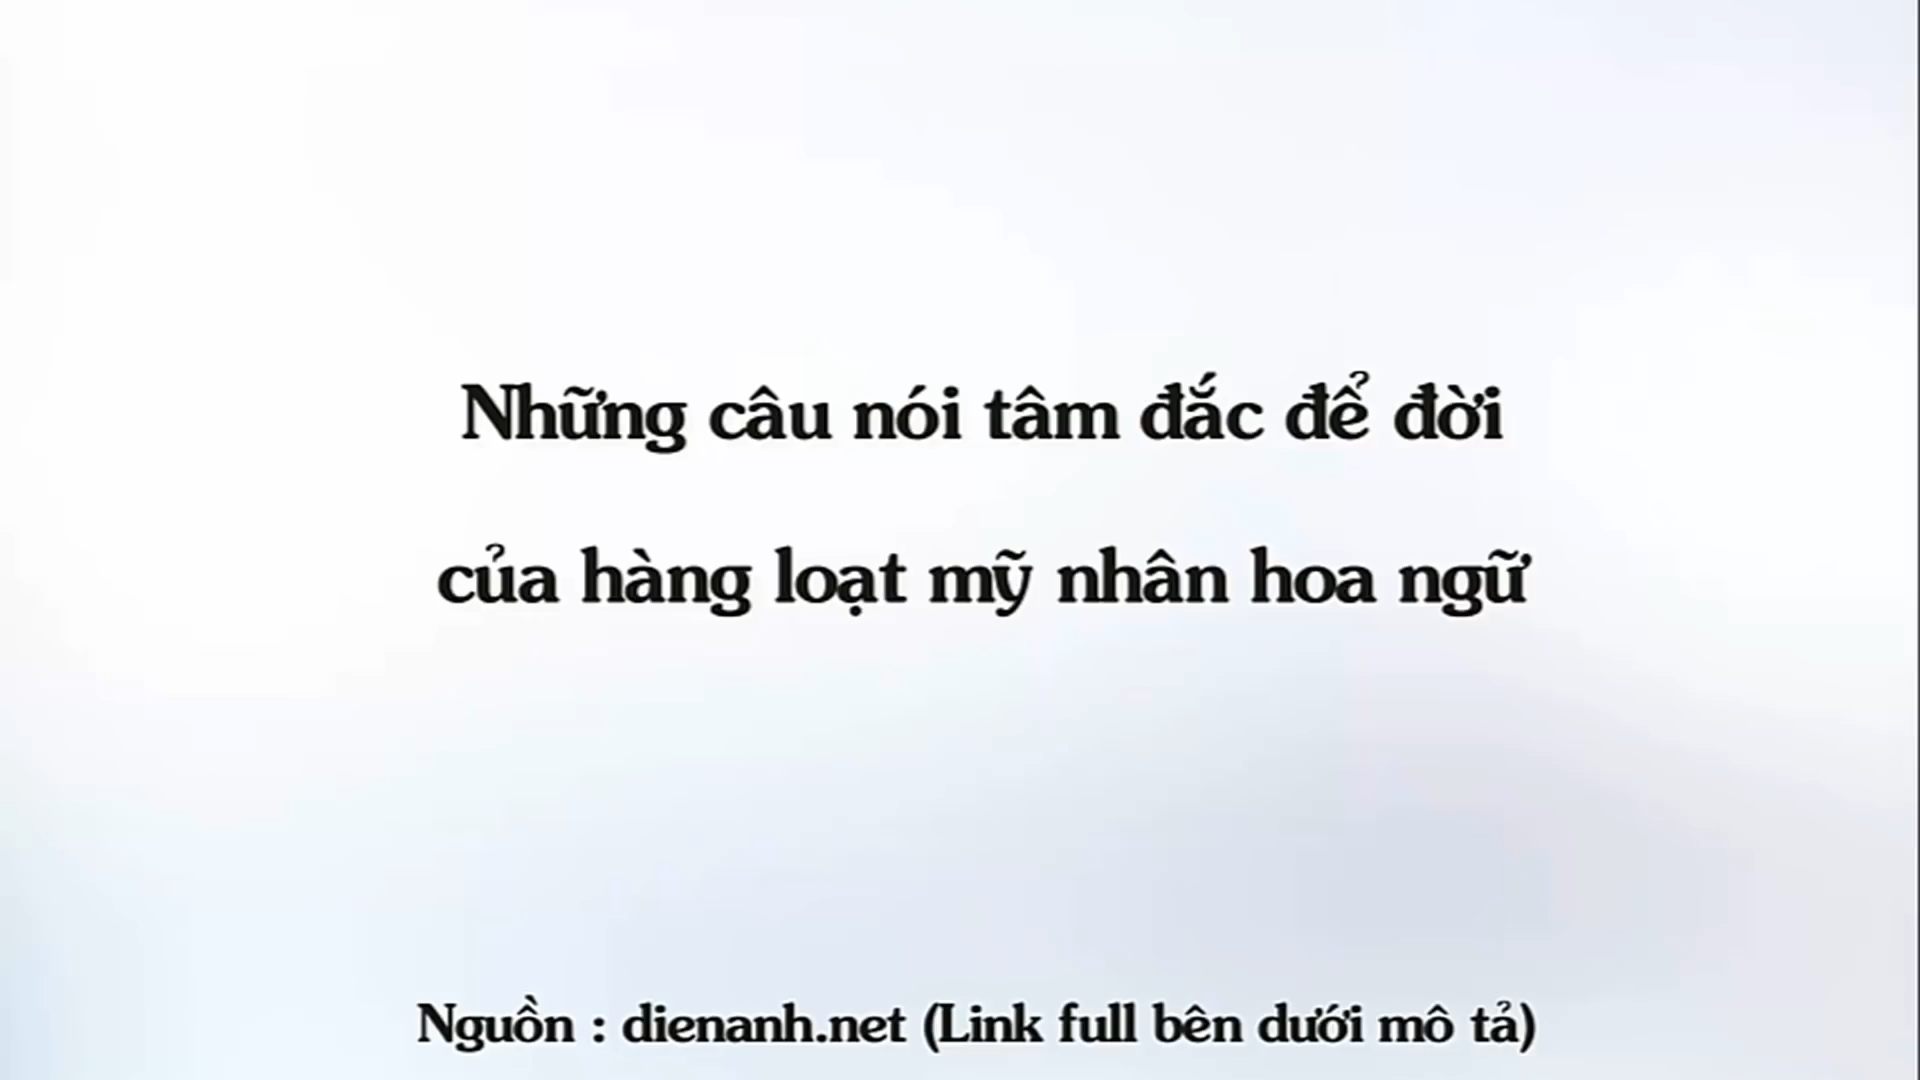 Những câu nói tâm đắc để đời
của hàng loạt mỹ nhân hoa ngữ
Nguồn : dienanh.net (Link full bên dưới mô tả)